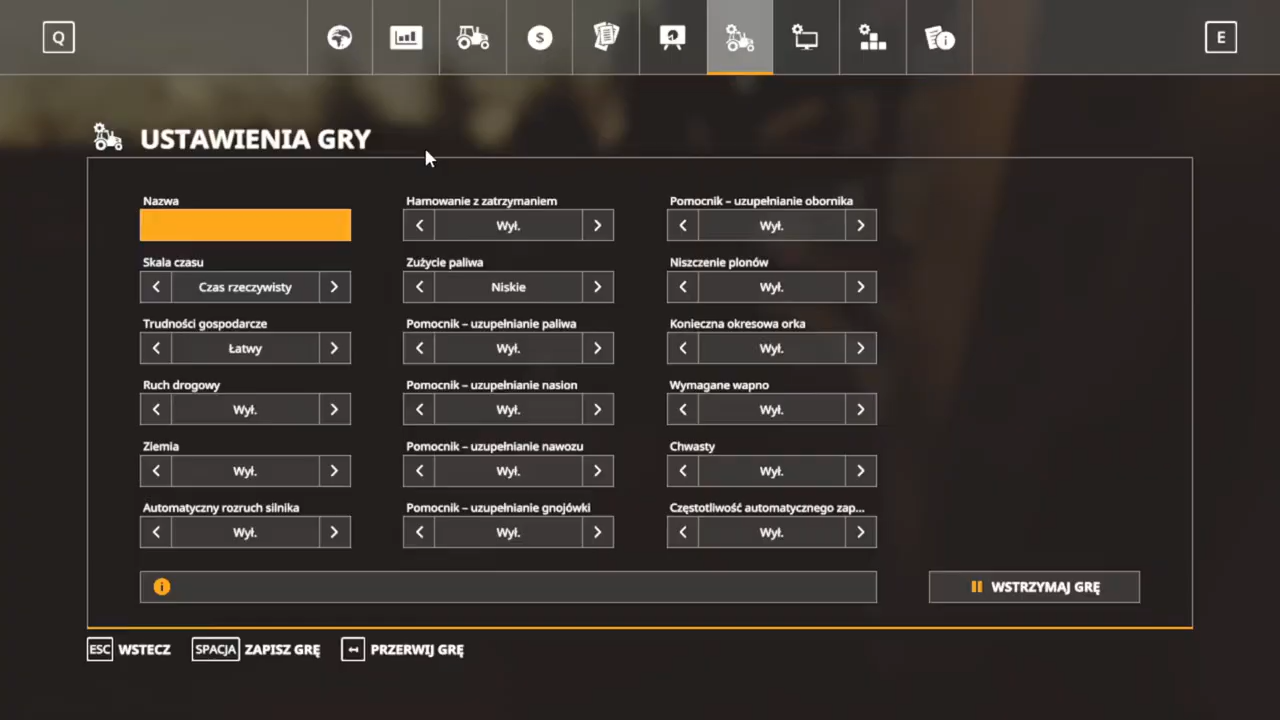 Q
$
E
USTAWIENIA GRY
Nazwa
Skala czasu
Czas rzeczywisty
Trudności gospodarcze
Łatwy
Ruch drogowy
Wył.
Ziemia
Wył.
Automatyczny rozruch silnika
Wył.
Hamowanie z zatrzymaniem
Wył.
Zużycie paliwa
Niskie
Pomocnik – uzupełnianie paliwa
Wył.
Pomocnik – uzupełnianie nasion
Wył.
Pomocnik – uzupełnianie nawozu
Wył.
Pomocnik – uzupełnianie gnojówki
Wył.
Pomocnik – uzupełnianie obornika
Wył.
Niszczenie plonów
Wył.
Konieczna okresowa orka
Wył.
Wymagane wapno
Wył.
Chwasty
Wył.
Częstotliwość automatycznego zap...
Wył.
WSTRZYMAJ GRĘ
ESC WSTECZ SPACJA ZAPISZ GRĘ PRZERWIJ GRĘ